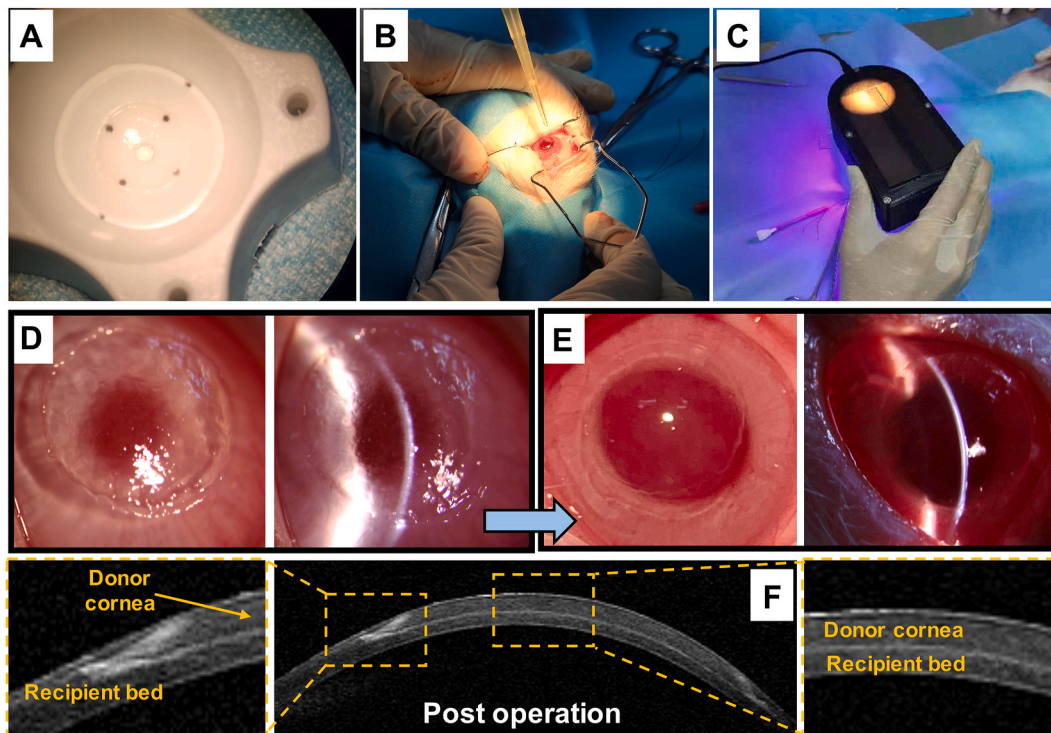 A
B
C
D
E
Donor
cornea
Recipient bed
F
Post operation
Donor cornea
Recipient bed